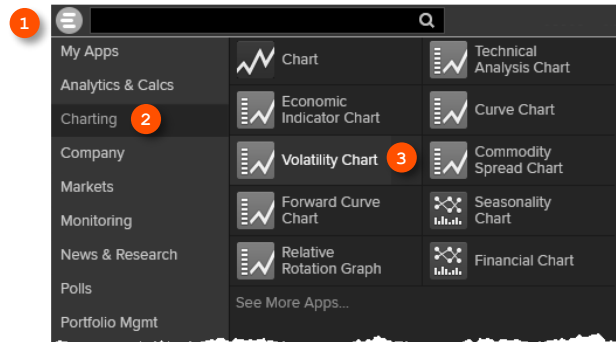 1
My Apps
Analytics & Calcs
Charting 2
Company
Markets
Monitoring
News & Research
Polls
Portfolio Mgmt
Chart
Technical
Analysis Chart
Economic
Indicator Chart
Curve Chart
Volatility Chart 3
Commodity
Spread Chart
Forward Curve
Chart
Seasonality
Chart
Relative
Rotation Graph
Financial Chart
See More Apps...